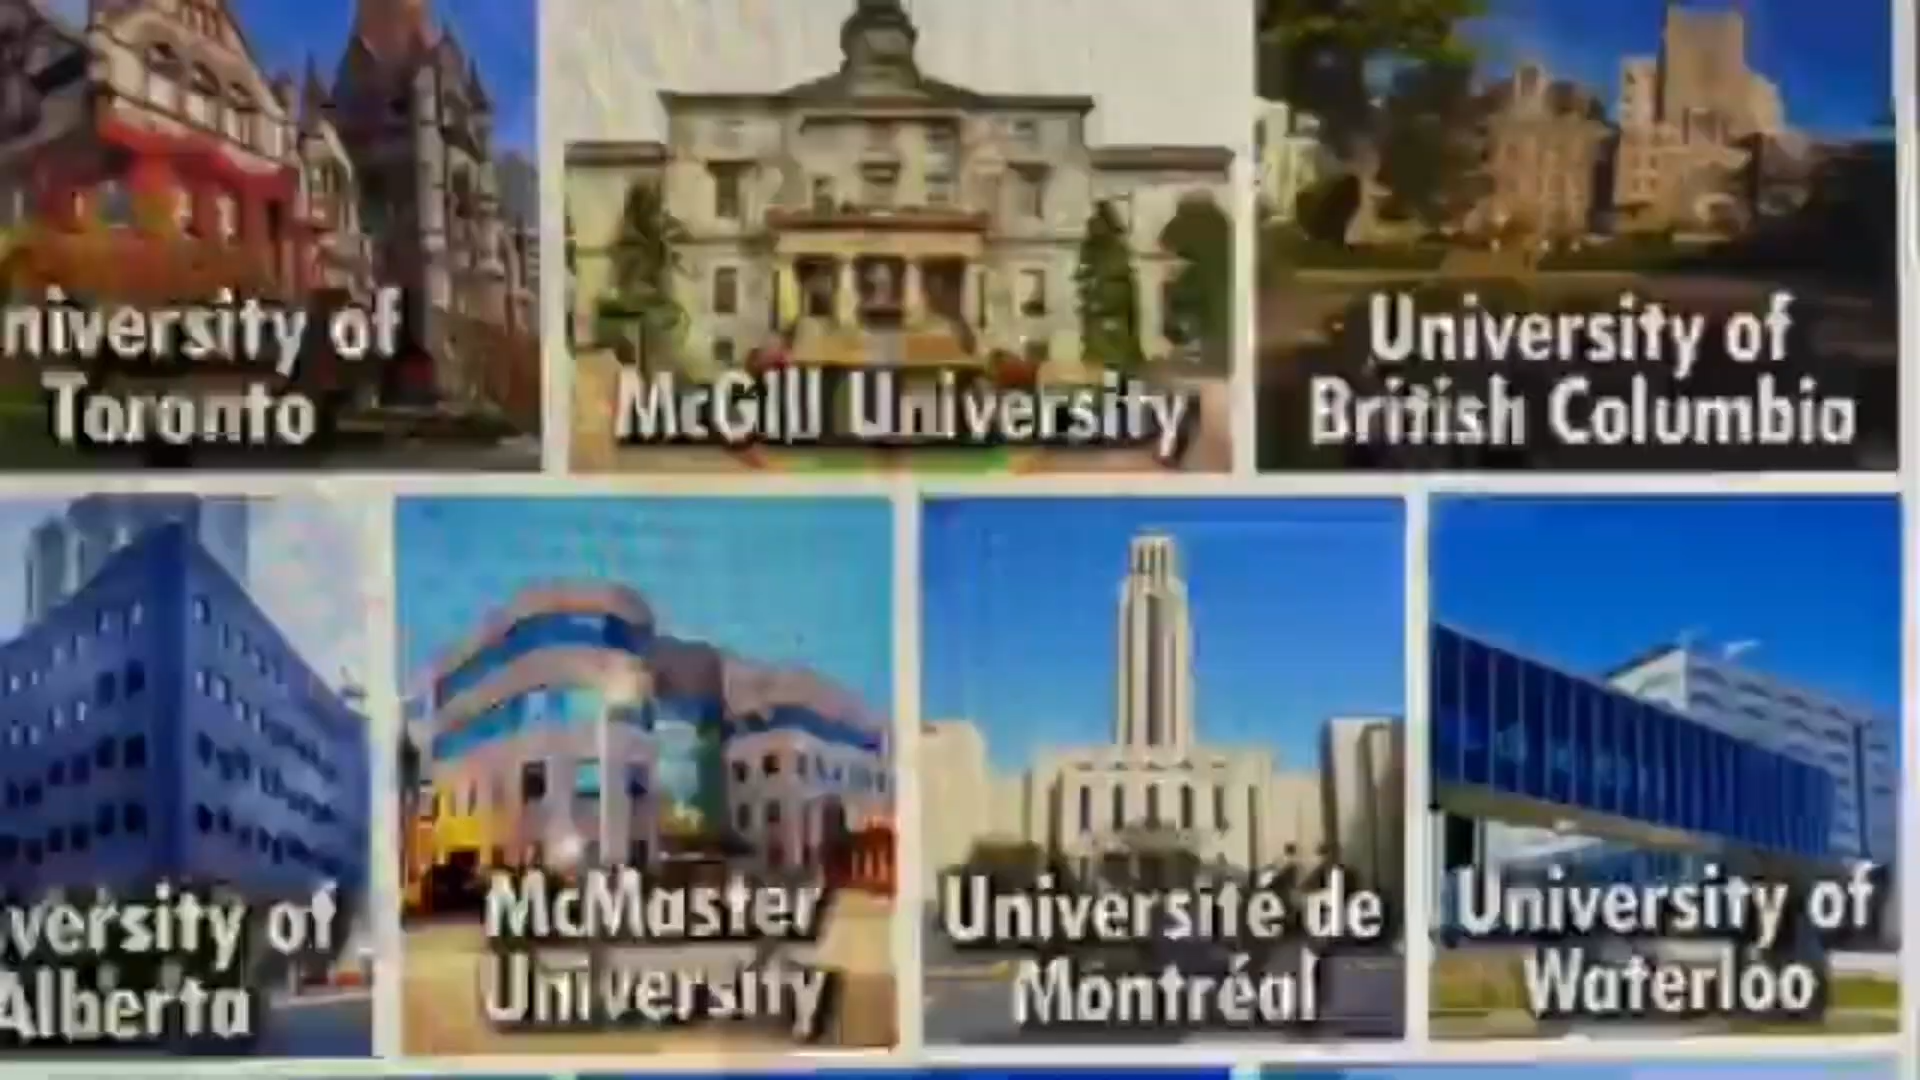 niversity of
Toronto
McGill University
University of
British Columbia
versity of
Alberta
McMaster
University
Université de
Montréal
University of
Waterloo